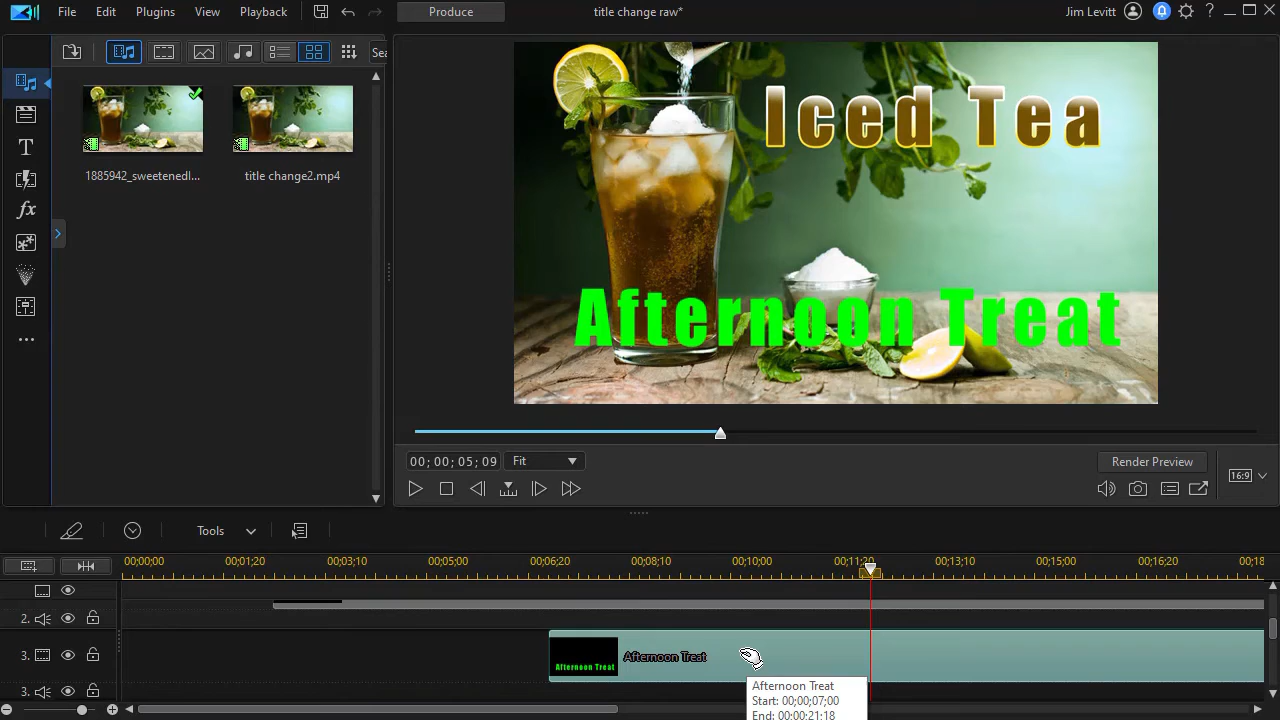 File Edit Plugins View Playback Produce title change raw* Jim Levitt
Sea
1885942_sweetenedl... title change2.mp4
Iced Tea
Afternoon Treat
00; 00; 05; 09 Fit Render Preview 16:9
Tools
00;00;00 00;01;20 00;03;10 00;05;00 00;06;20 00;08;10 00;10;00 00;11;20 00;13;10 00;15;00 00;16;20 00;18
2.
3. Afternoon Treat Afternoon Treat
3.
Afternoon Treat
Start: 00;00;07;00
End: 00;00;21;18